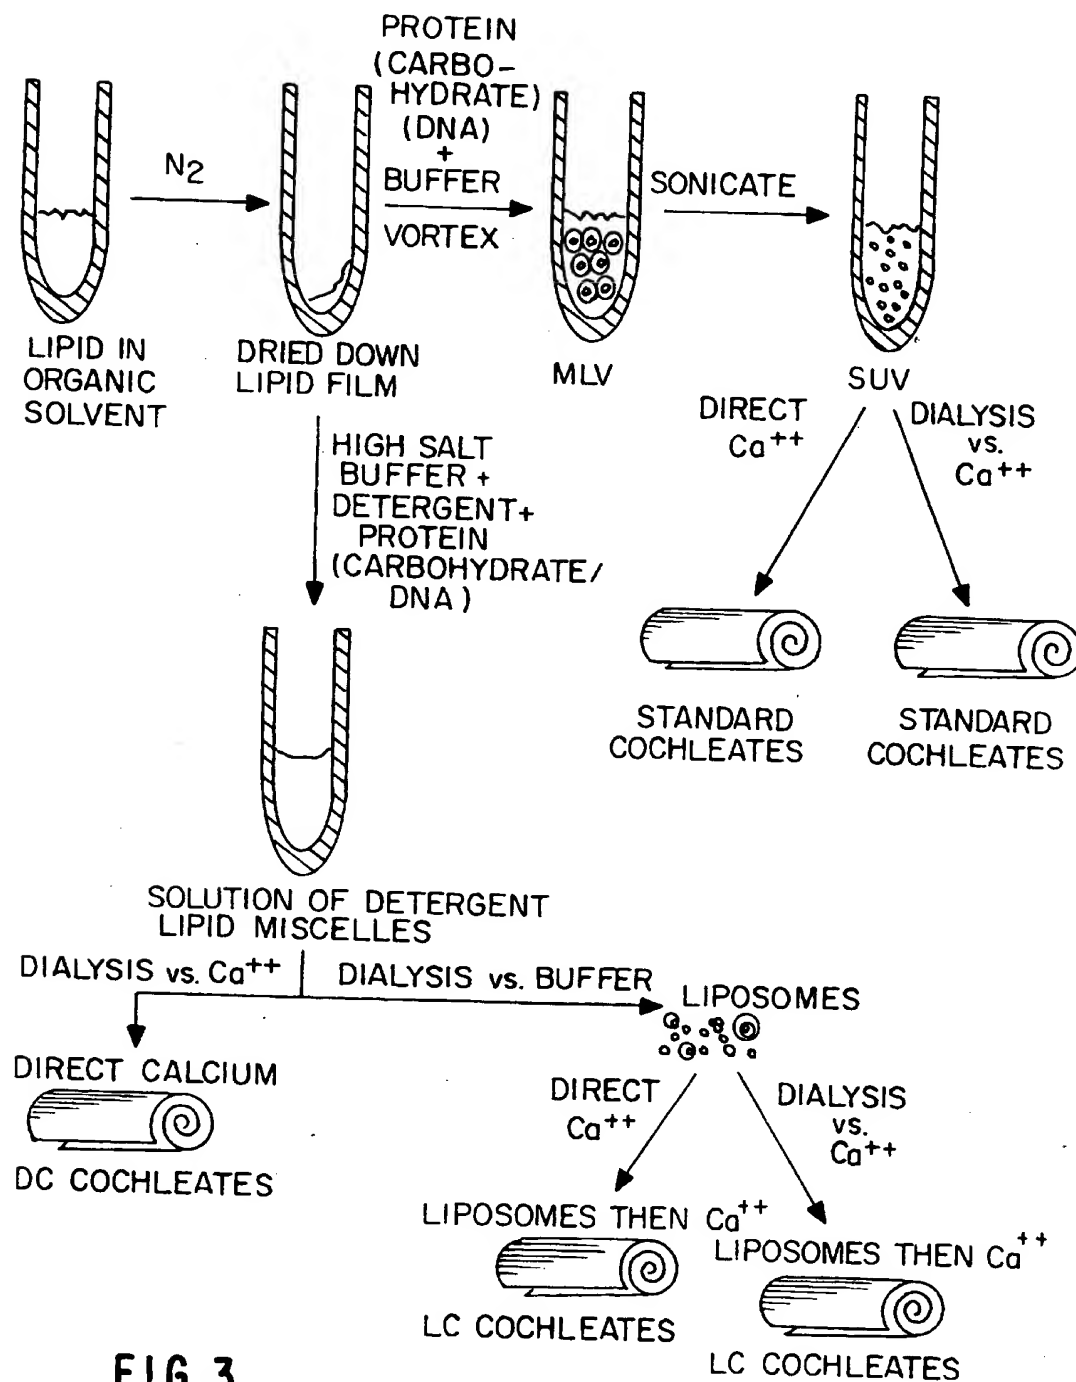 PROTEIN
(CARBO-
HYDRATE)
(DNA)
+
BUFFER
VORTEX
N2
SONICATE
LIPID IN
ORGANIC
SOLVENT
DRIED DOWN
LIPID FILM
MLV
SUV
DIRECT
Ca++
DIALYSIS
vs.
Ca++
HIGH SALT
BUFFER +
DETERGENT+
PROTEIN
(CARBOHYDRATE/
DNA)
STANDARD
COCHLEATES
STANDARD
COCHLEATES
SOLUTION OF DETERGENT
LIPID MISCELLES
DIALYSIS vs. Ca++
DIALYSIS vs. BUFFER
LIPOSOMES
DIRECT CALCIUM
DC COCHLEATES
DIRECT
Ca++
DIALYSIS
vs.
Ca++
LIPOSOMES THEN Ca++
LC COCHLEATES
LIPOSOMES THEN Ca++
LC COCHLEATES
FIG. 3